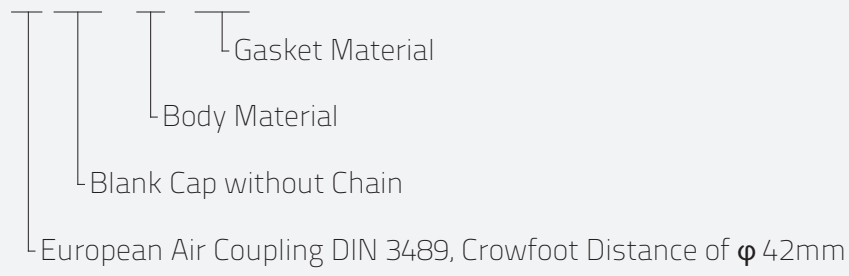 Gasket Material
Body Material
Blank Cap without Chain
European Air Coupling DIN 3489, Crowfoot Distance of φ 42mm